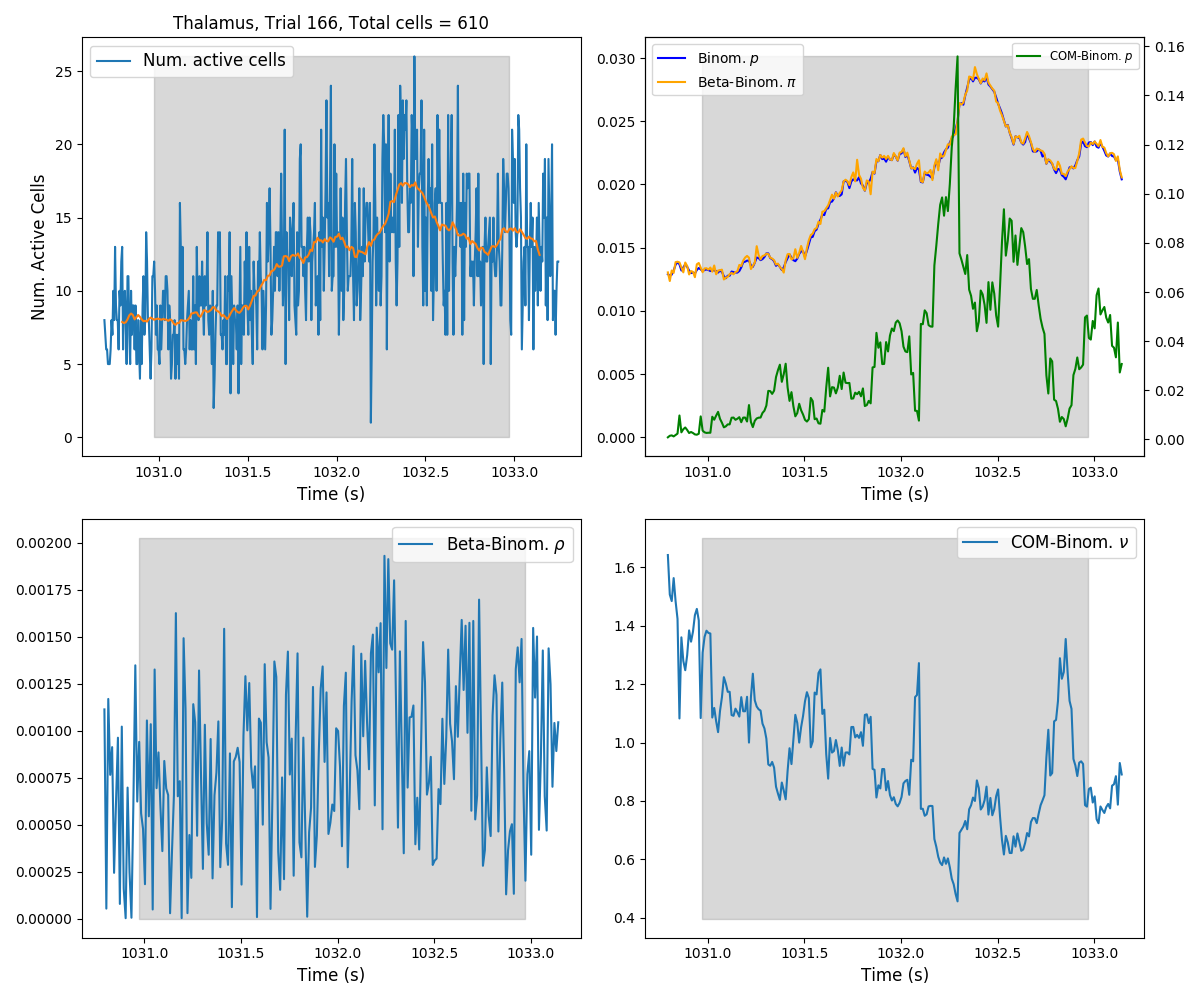 Thalamus, Trial 166, Total cells = 610
Num. active cells
Num. Active Cells
25
20
15
10
5
0
1031.0 1031.5 1032.0 1032.5 1033.0
Time (s)
Binom. p
Beta-Binom. π
COM-Binom. p
0.030
0.025
0.020
0.015
0.010
0.005
0.000
0.16
0.14
0.12
0.10
0.08
0.06
0.04
0.02
0.00
1031.0 1031.5 1032.0 1032.5 1033.0
Time (s)
Beta-Binom. ρ
0.00200
0.00175
0.00150
0.00125
0.00100
0.00075
0.00050
0.00025
0.00000
1031.0 1031.5 1032.0 1032.5 1033.0
Time (s)
COM-Binom. ν
1.6
1.4
1.2
1.0
0.8
0.6
0.4
1031.0 1031.5 1032.0 1032.5 1033.0
Time (s)